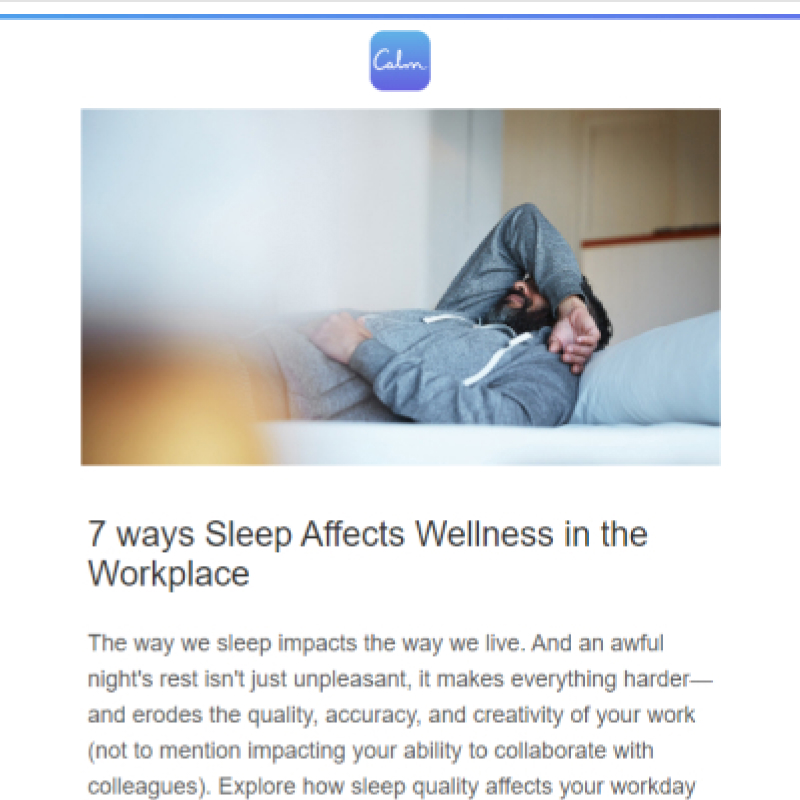 Calm
7 ways Sleep Affects Wellness in the
Workplace
The way we sleep impacts the way we live. And an awful
night's rest isn't just unpleasant, it makes everything harder—
and erodes the quality, accuracy, and creativity of your work
(not to mention impacting your ability to collaborate with
colleagues). Explore how sleep quality affects your workday